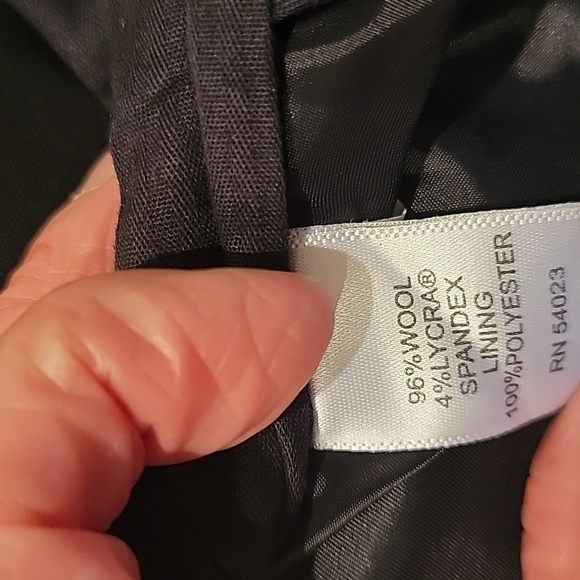 96%WOOL
4%LYCRA®
SPANDEX
LINING
100%POLYESTER
RN 54023